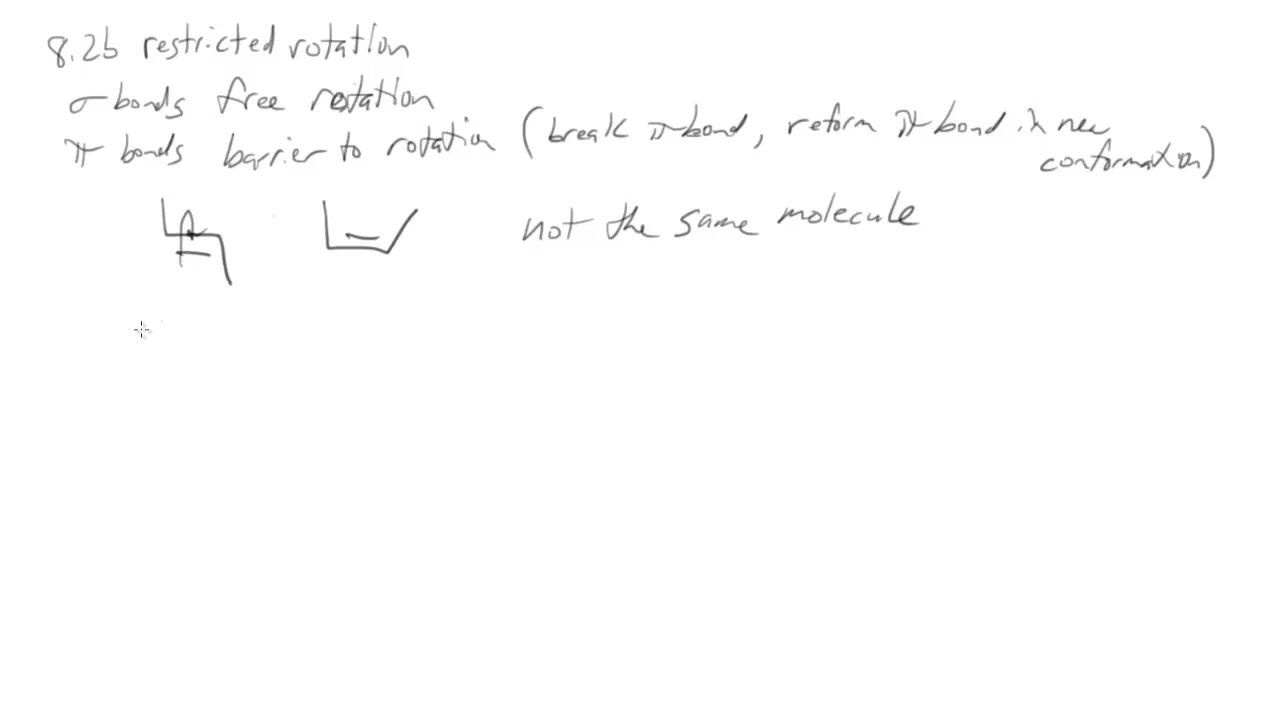 8.2b restricted rotation
σ bonds free rotation
π bonds barrier to rotation (break π bond, reform π bond in new
conformation)
not the same molecule